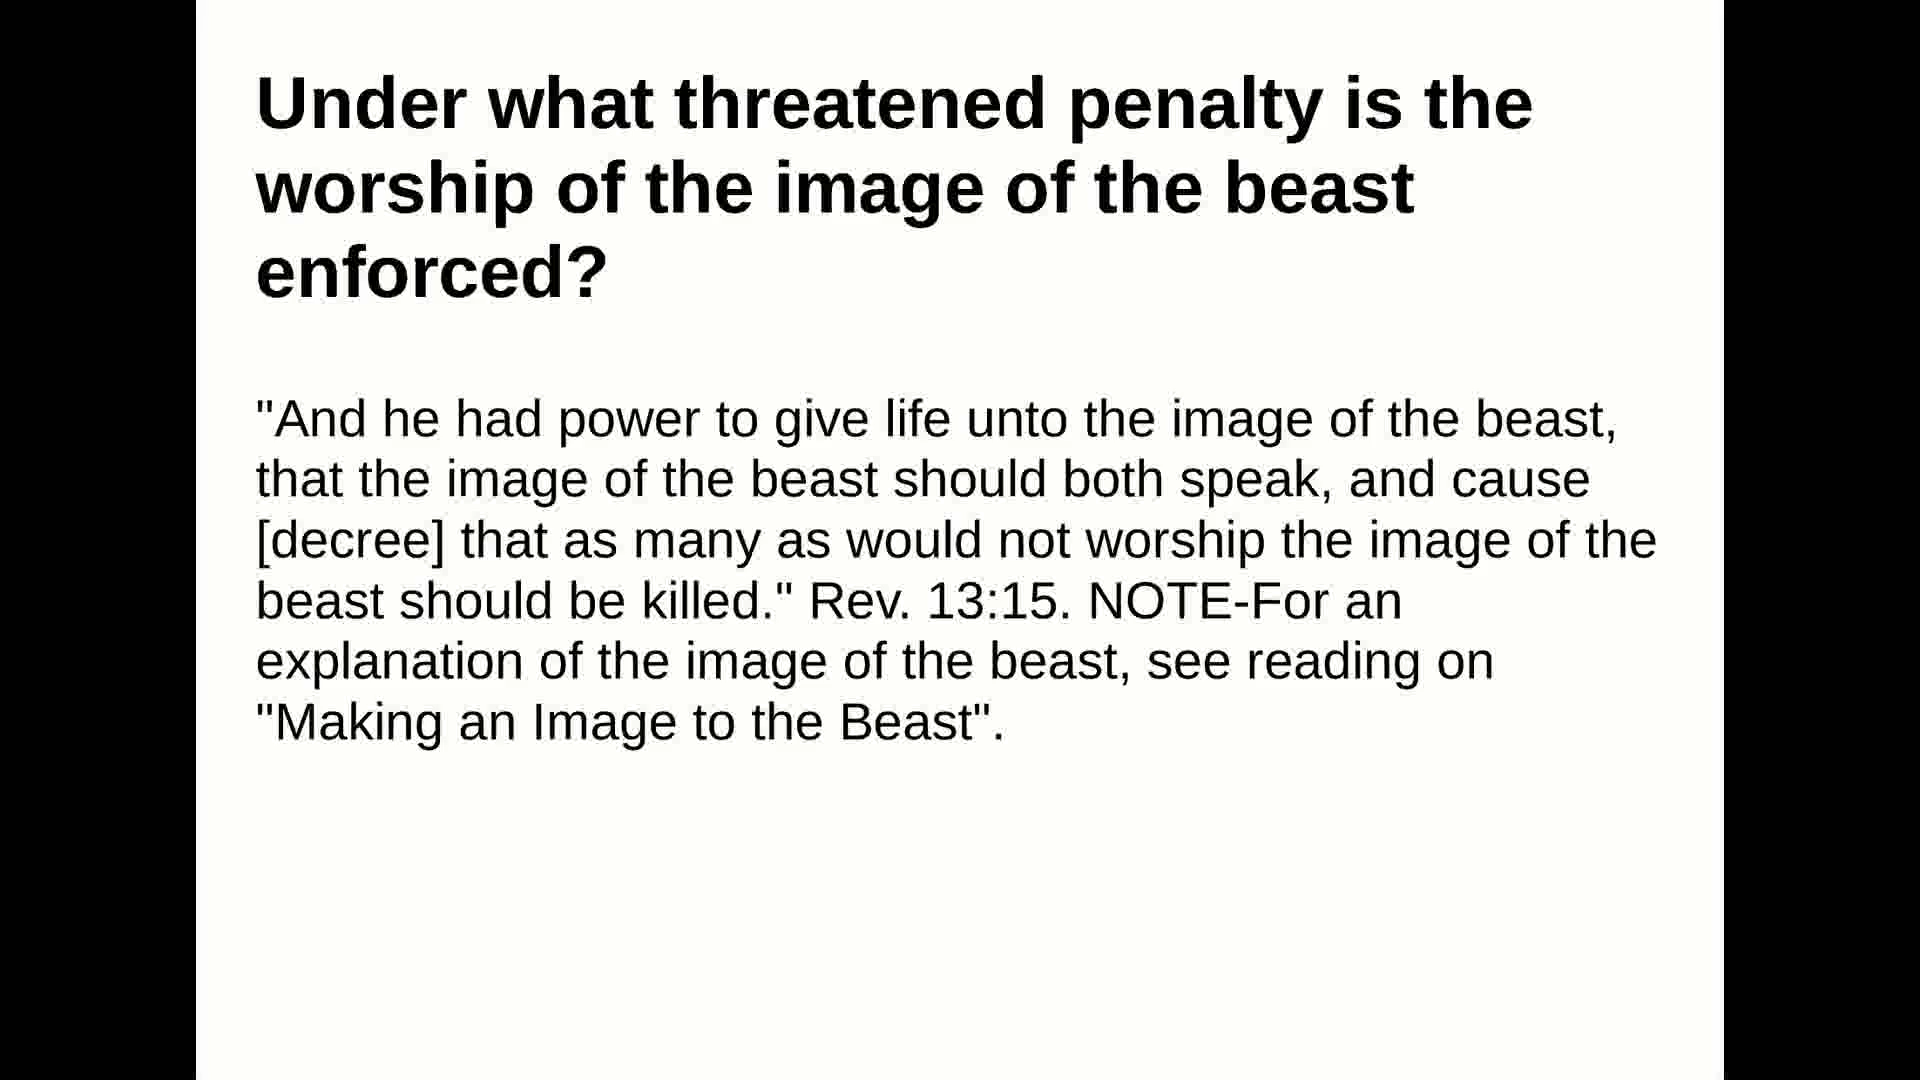 Under what threatened penalty is the
worship of the image of the beast
enforced?
"And he had power to give life unto the image of the beast,
that the image of the beast should both speak, and cause
[decree] that as many as would not worship the image of the
beast should be killed." Rev. 13:15. NOTE-For an
explanation of the image of the beast, see reading on
"Making an Image to the Beast".